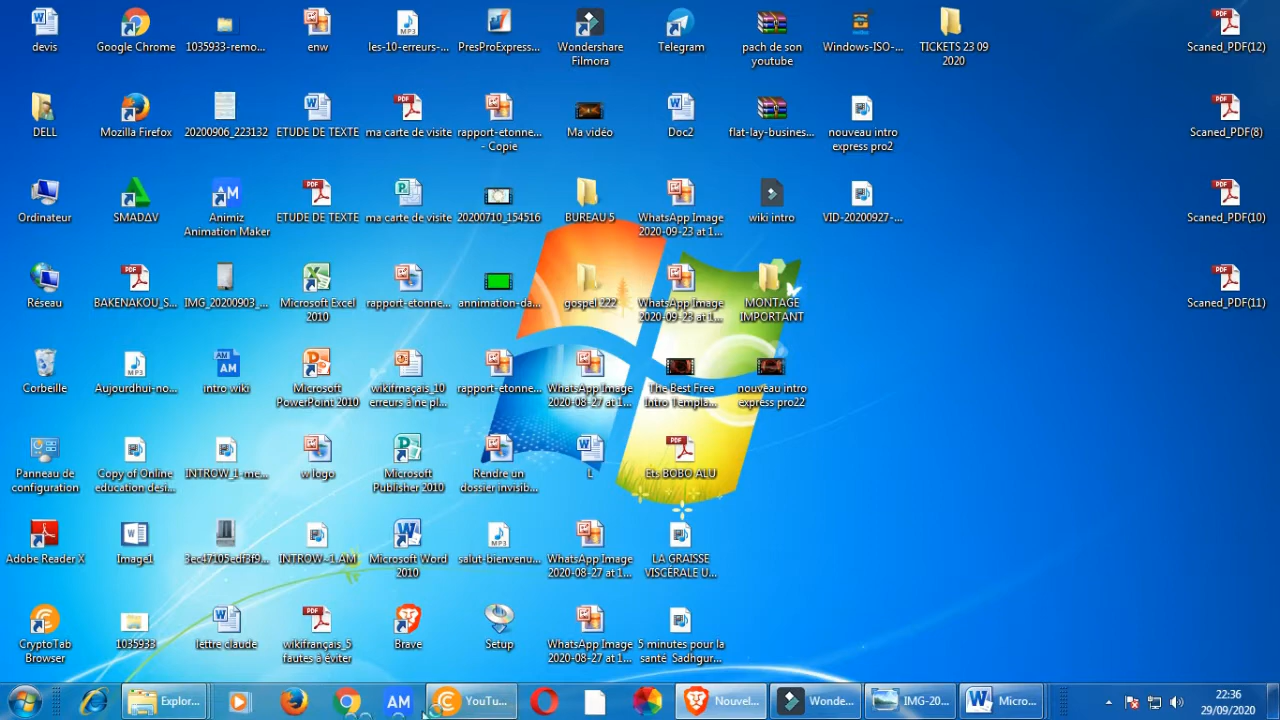 devis
Google Chrome
1035933-remo...
enw
les-10-erreurs-...
PresProExpress...
Wondershare
Filmora
Telegram
pach de son
youtube
Windows-ISO-...
TICKETS 23 09
2020
Scaned_PDF(12)
DELL
Mozilla Firefox
20200906_223132
ETUDE DE TEXTE
ma carte de visite
rapport-etonne...
- Copie
Ma vidéo
Doc2
flat-lay-busines...
nouveau intro
express pro2
Scaned_PDF(8)
Ordinateur
SMADΔV
Animiz
Animation Maker
ETUDE DE TEXTE
ma carte de visite
20200710_154516
BUREAU 5
WhatsApp Image
2020-09-23 at 1...
wiki intro
VID-20200927-...
Scaned_PDF(10)
Réseau
BAKENAKOU_S...
IMG_20200903_...
Microsoft Excel
2010
rapport-etonne...
annimation-da...
gospel 222
WhatsApp Image
2020-09-23 at 1...
MONTAGE
IMPORTANT
Scaned_PDF(11)
Corbeille
Aujourdhui-no...
intro wiki
Microsoft
PowerPoint 2010
wikifrnaçais_10
erreurs à ne pl...
rapport-etonne...
WhatsApp Image
2020-08-27 at 1...
The Best Free
Intro Templa...
nouveau intro
express pro22
Panneau de
configuration
Copy of Online
education desi...
INTROW_1-me...
w logo
Microsoft
Publisher 2010
Rendre un
dossier invisib...
1
Ets BOBO ALU
Adobe Reader X
Image1
3ec47105edf3f9...
INTROW~1.AM
Microsoft Word
2010
salut-bienvenu...
WhatsApp Image
2020-08-27 at 1...
LA GRAISSE
VISCÉRALE U...
CryptoTab
Browser
1035933
lettre claude
wikifrançais_5
fautes à éviter
Brave
Setup
WhatsApp Image
2020-08-27 at 1...
5 minutes pour la
santé Sadhgur...
Explor...
AM
YouTu...
Nouvel...
Wonde...
IMG-20...
Micro...
22:36
29/09/2020